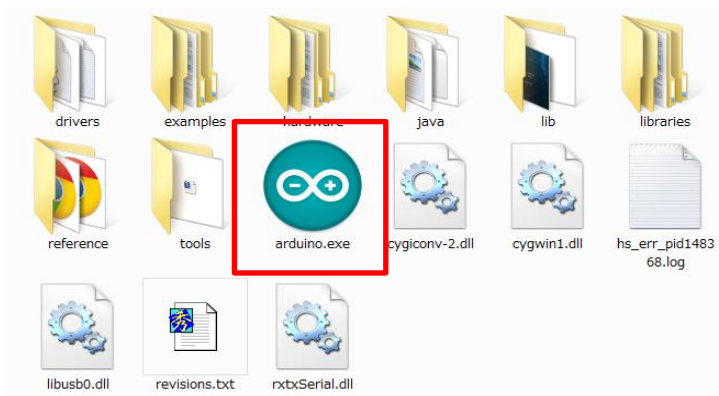 drivers
examples
hardware
java
lib
libraries
reference
tools
arduino.exe
cygiconv-2.dll
cygwin1.dll
hs_err_pid1483
68.log
libusb0.dll
秀
revisions.txt
rxtxSerial.dll